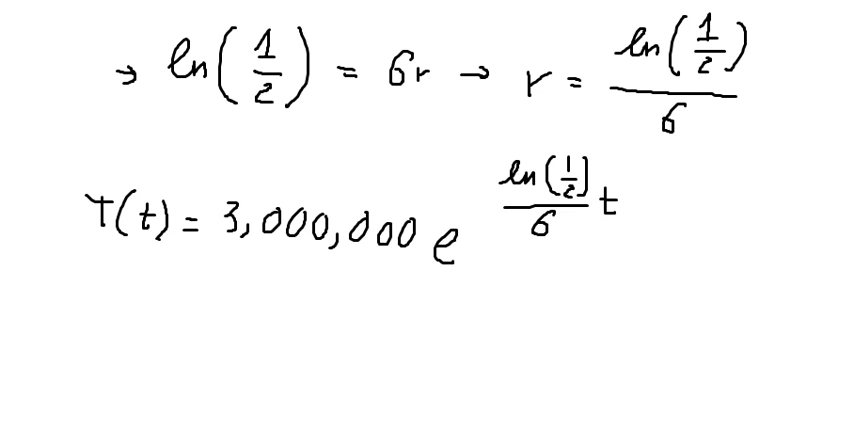 → ln(1/2) = 6r → r = ln(1/2)/6
T(t) = 3,000,000 e^(ln(1/2)/6 t)